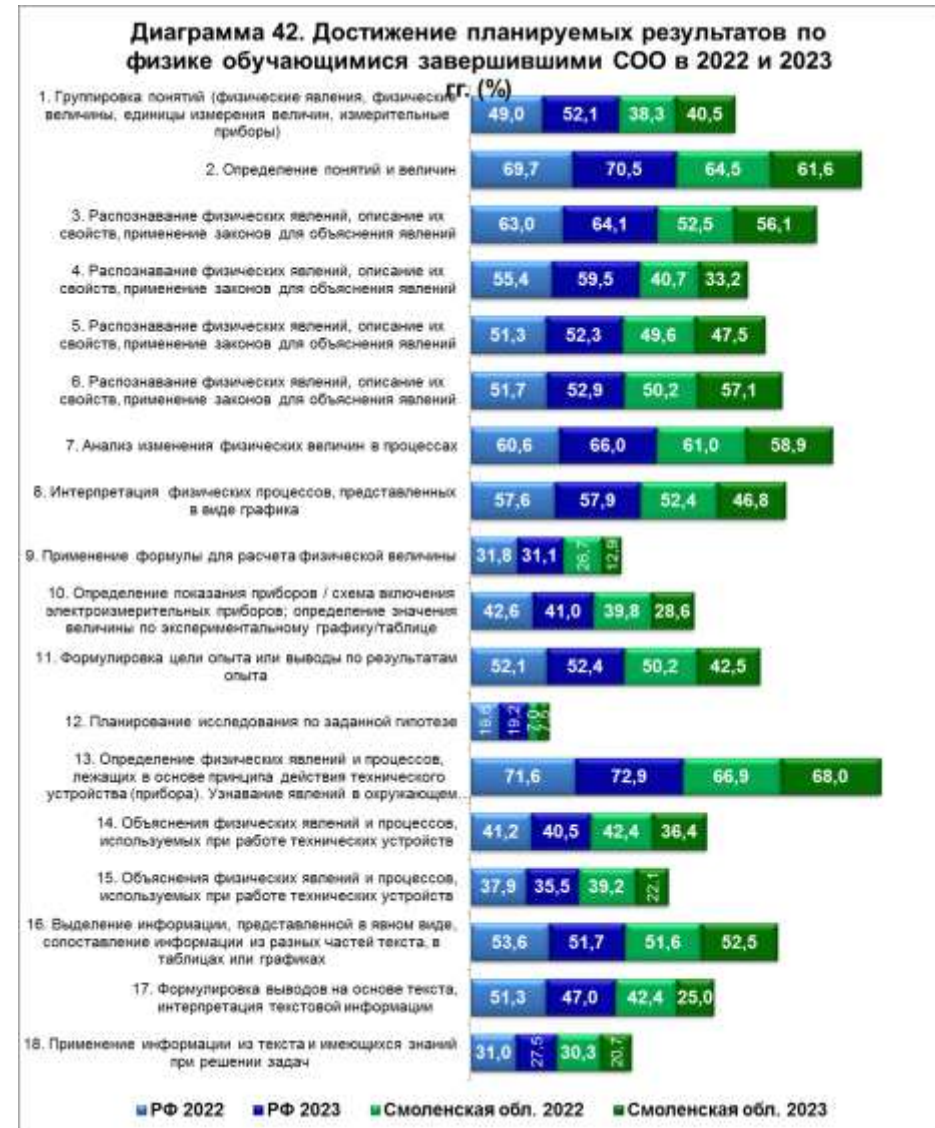 Диаграмма 42. Достижение планируемых результатов по
физике обучающимися завершившими СОО в 2022 и 2023
гг. (%)
1. Группировка понятий (физические явления, физические
величины, единицы измерения величин, измерительные
приборы)
49,0 52,1 38,3 40,5
2. Определение понятий и величин
69,7 70,5 64,5 61,6
3. Распознавание физических явлений, описание их
свойств, применение законов для объяснения явлений
63,0 64,1 52,5 56,1
4. Распознавание физических явлений, описание их
свойств, применение законов для объяснения явлений
55,4 59,5 40,7 33,2
5. Распознавание физических явлений, описание их
свойств, применение законов для объяснения явлений
51,3 52,3 49,6 47,5
6. Распознавание физических явлений, описание их
свойств, применение законов для объяснения явлений
51,7 52,9 50,2 57,1
7. Анализ изменения физических величин в процессах
60,6 66,0 61,0 58,9
8. Интерпретация физических процессов, представленных
в виде графика
57,6 57,9 52,4 46,8
9. Применение формулы для расчета физической величины
31,8 31,1 26,7 12,9
10. Определение показания приборов / схема включения
электроизмерительных приборов; определение значения
величины по экспериментальному графику/таблице
42,6 41,0 39,8 28,6
11. Формулировка цели опыта или выводы по результатам
опыта
52,1 52,4 50,2 42,5
12. Планирование исследования по заданной гипотезе
19,2
13. Определение физических явлений и процессов,
лежащих в основе принципа действия технического
устройства (прибора). Узнавание явлений в окружающем...
71,6 72,9 66,9 68,0
14. Объяснения физических явлений и процессов,
используемых при работе технических устройств
41,2 40,5 42,4 36,4
15. Объяснения физических явлений и процессов,
используемых при работе технических устройств
37,9 35,5 39,2 22,1
16. Выделение информации, представленной в явном виде,
сопоставление информации из разных частей текста, в
таблицах или графиках
53,6 51,7 51,6 52,5
17. Формулировка выводов на основе текста,
интерпретация текстовой информации
51,3 47,0 42,4 25,0
18. Применение информации из текста и имеющихся знаний
при решении задач
31,0 27,5 30,3 20,7
РФ 2022 РФ 2023 Смоленская обл. 2022 Смоленская обл. 2023